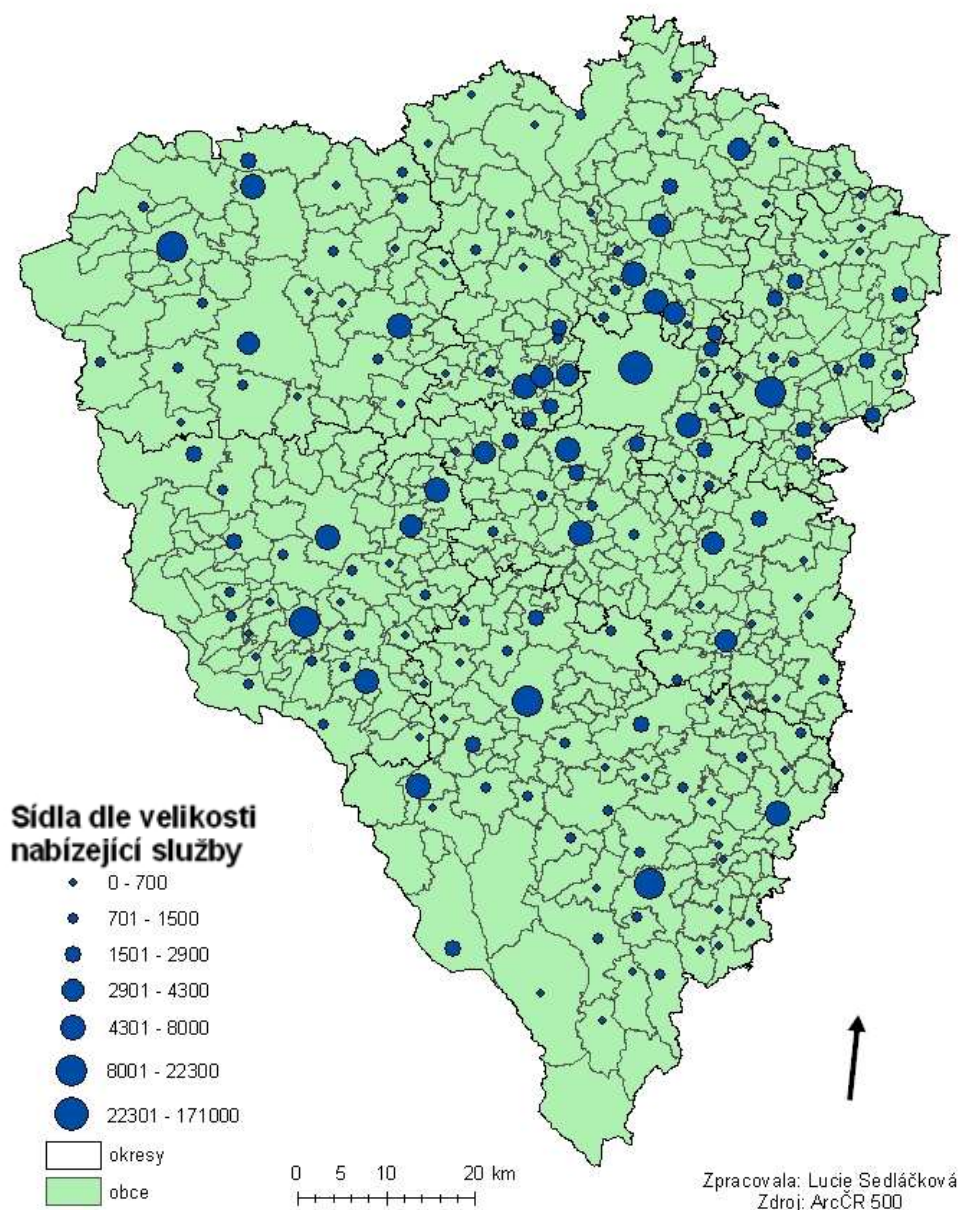 Sídla dle velikosti
nabízející služby
0 - 700
701 - 1500
1501 - 2900
2901 - 4300
4301 - 8000
8001 - 22300
22301 - 171000
okresy
obce
0 5 10 20 km
Zpracovala: Lucie Sedláčková
Zdroj: ArcČR 500